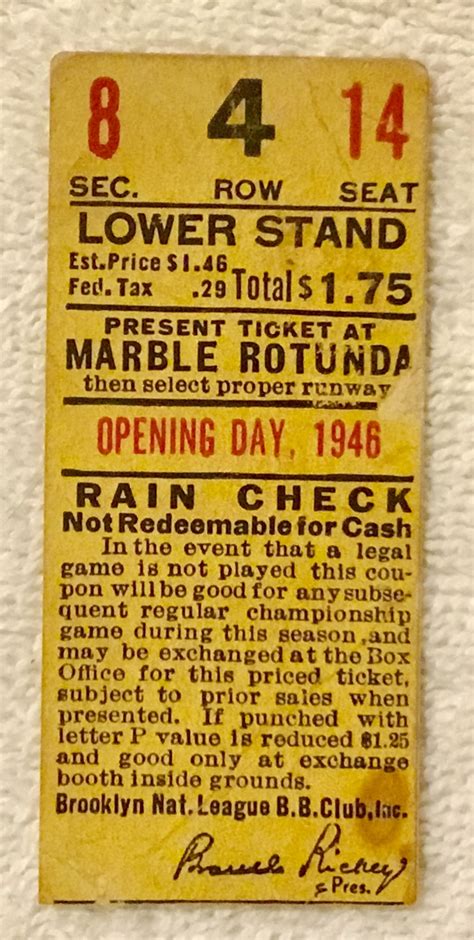 8 4 14
SEC. ROW SEAT
LOWER STAND
Est. Price $1.46
Fed. Tax .29 Total $1.75
PRESENT TICKET AT
MARBLE ROTUNDA
then select proper runway
OPENING DAY, 1946
RAIN CHECK
Not Redeemable for Cash
In the event that a legal
game is not played this cou-
pon will be good for any subse-
quent regular championship
game during this season, and
may be exchanged at the Box
Office for this priced ticket,
subject to prior sales when
presented. If punched with
letter P value is reduced $1.25
and good only at exchange
booth inside grounds.
Brooklyn Nat. League B.B. Club, Inc.
Branch Rickey
Pres.